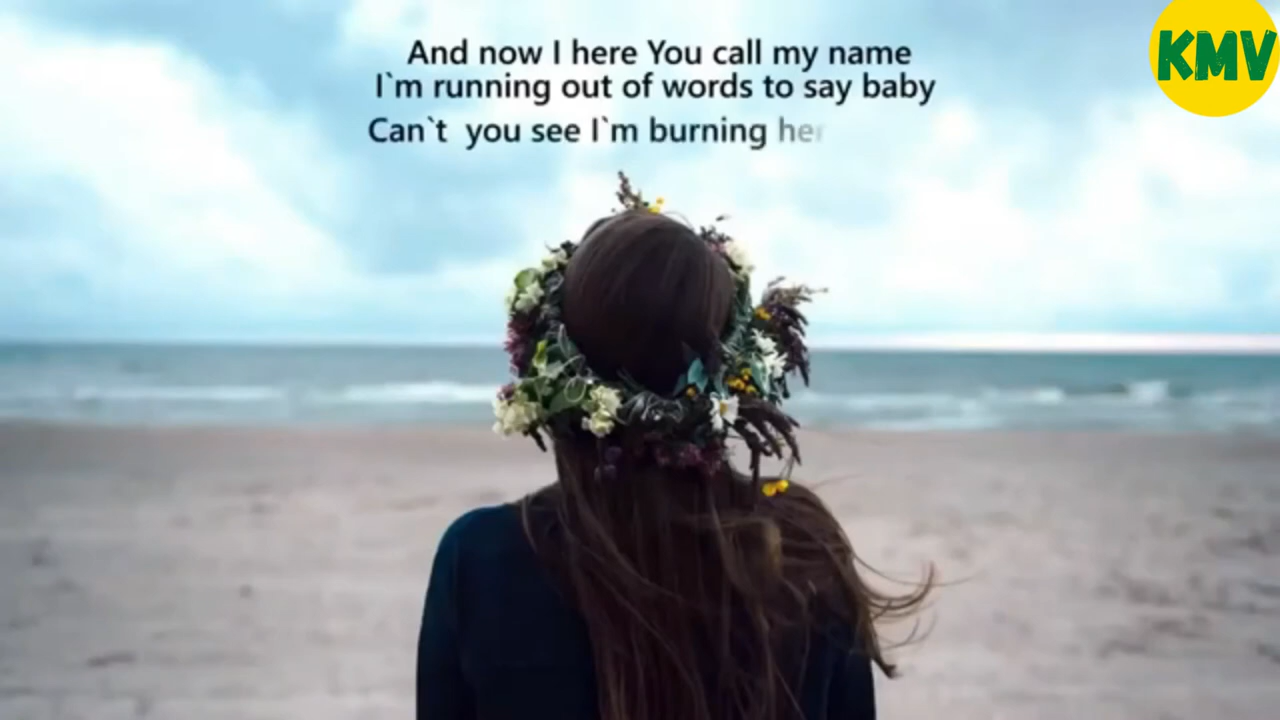 And now I here You call my name
I`m running out of words to say baby
Can`t you see I`m burning
KMV